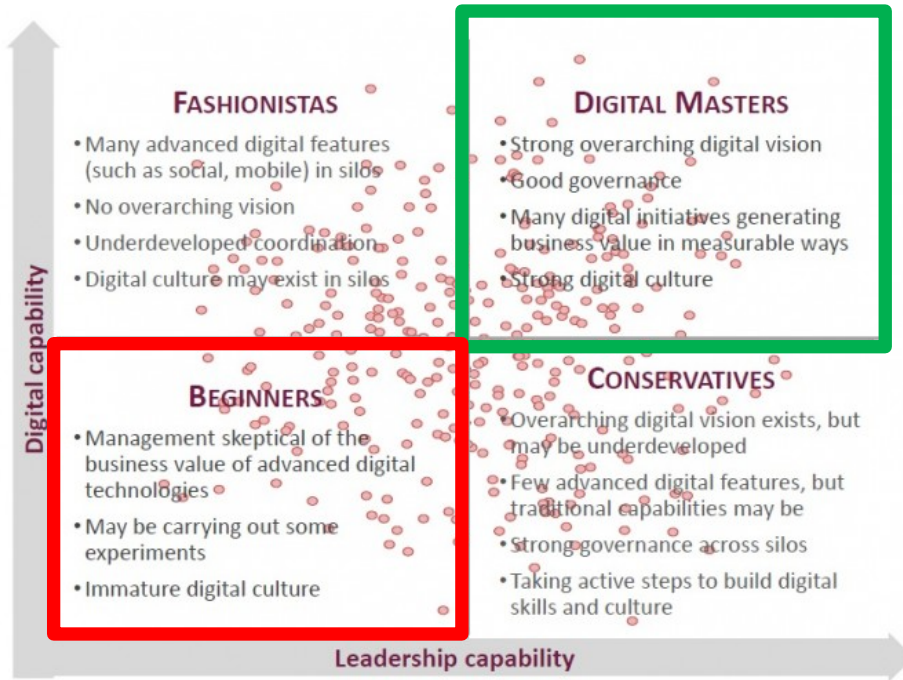 FASHIONISTAS
• Many advanced digital features
(such as social, mobile) in silos
• No overarching vision
• Underdeveloped coordination
• Digital culture may exist in silos
DIGITAL MASTERS
• Strong overarching digital vision
• Good governance
• Many digital initiatives generating
business value in measurable ways
• Strong digital culture
Digital capability
BEGINNERS
• Management skeptical of the
business value of advanced digital
technologies
• May be carrying out some
experiments
• Immature digital culture
CONSERVATIVES
• Overarching digital vision exists, but
may be underdeveloped
• Few advanced digital features, but
traditional capabilities may be
• Strong governance across silos
• Taking active steps to build digital
skills and culture
Leadership capability